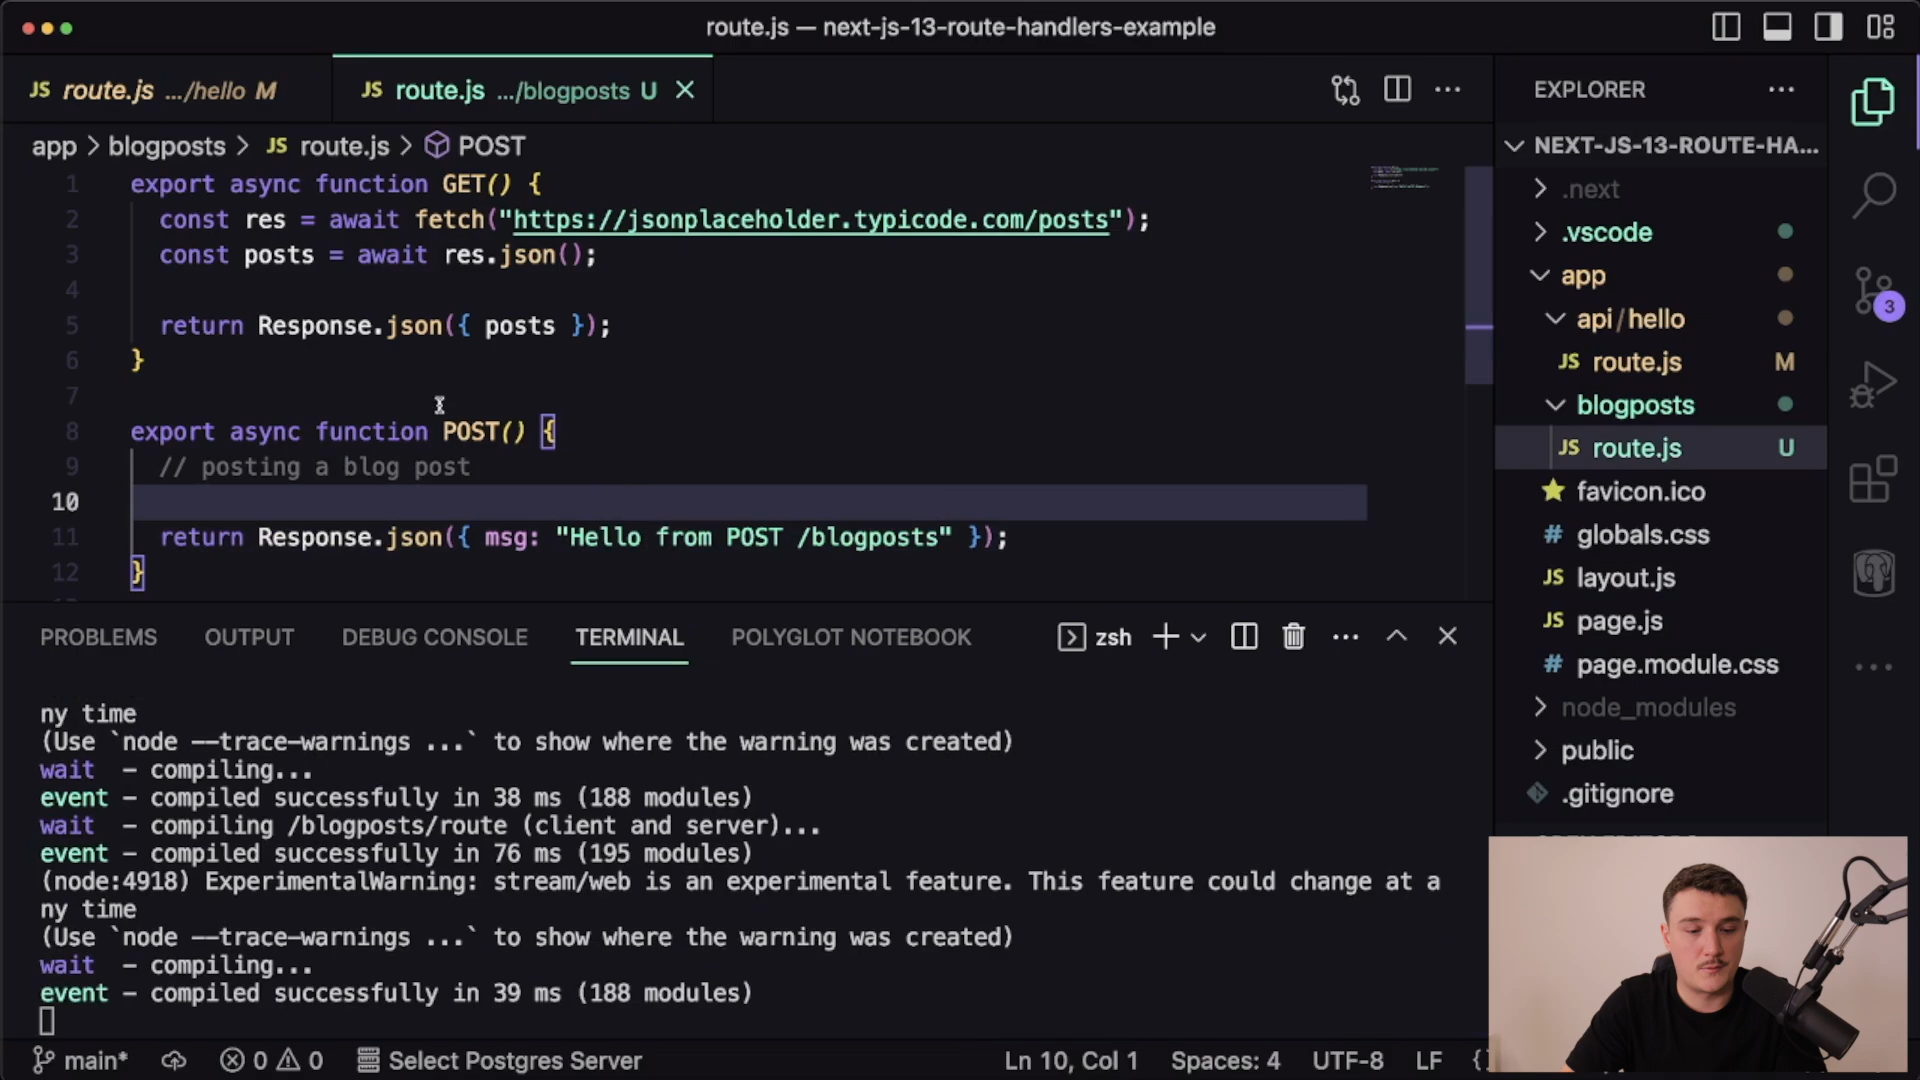 route.js — next-js-13-route-handlers-example
JS route.js .../hello M
JS route.js .../blogposts U
EXPLORER
app > blogposts > JS route.js > POST
NEXT-JS-13-ROUTE-HA...
1 export async function GET() {
2 const res = await fetch("https://jsonplaceholder.typicode.com/posts");
3 const posts = await res.json();
4
5 return Response.json({ posts });
6 }
7
8 export async function POST() {
9 // posting a blog post
10
11 return Response.json({ msg: "Hello from POST /blogposts" });
12 }
.next
.vscode
app
api/hello
JS route.js M
blogposts
JS route.js U
favicon.ico
# globals.css
JS layout.js
JS page.js
# page.module.css
node_modules
public
.gitignore
3
PROBLEMS OUTPUT DEBUG CONSOLE TERMINAL POLYGLOT NOTEBOOK zsh
ny time
(Use `node --trace-warnings ...` to show where the warning was created)
wait - compiling...
event - compiled successfully in 38 ms (188 modules)
wait - compiling /blogposts/route (client and server)...
event - compiled successfully in 76 ms (195 modules)
(node:4918) ExperimentalWarning: stream/web is an experimental feature. This feature could change at a
ny time
(Use `node --trace-warnings ...` to show where the warning was created)
wait - compiling...
event - compiled successfully in 39 ms (188 modules)
main* 0 0 Select Postgres Server Ln 10, Col 1 Spaces: 4 UTF-8 LF {